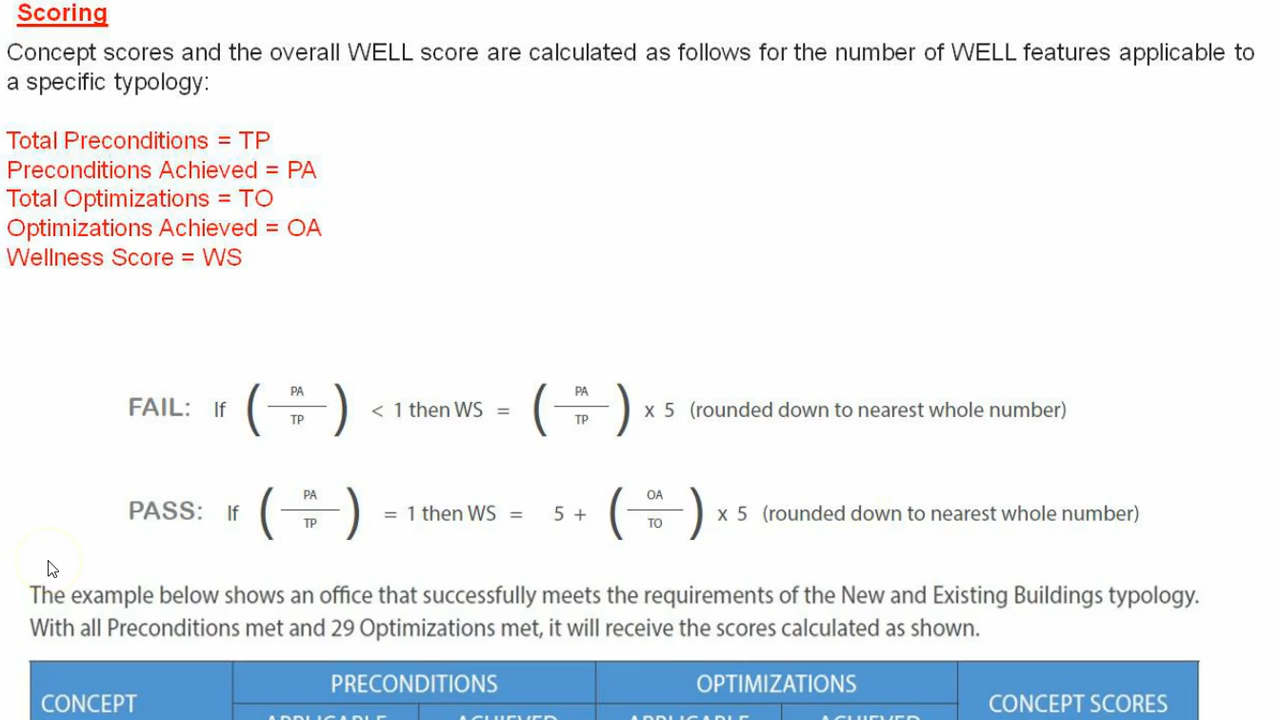 Scoring
Concept scores and the overall WELL score are calculated as follows for the number of WELL features applicable to
a specific typology:
Total Preconditions = TP
Preconditions Achieved = PA
Total Optimizations = TO
Optimizations Achieved = OA
Wellness Score = WS
FAIL: If ( PA / TP ) < 1 then WS = ( PA / TP ) x 5 (rounded down to nearest whole number)
PASS: If ( PA / TP ) = 1 then WS = 5 + ( OA / TO ) x 5 (rounded down to nearest whole number)
The example below shows an office that successfully meets the requirements of the New and Existing Buildings typology.
With all Preconditions met and 29 Optimizations met, it will receive the scores calculated as shown.
CONCEPT PRECONDITIONS OPTIMIZATIONS CONCEPT SCORES
APPLICABLE ACHIEVED APPLICABLE ACHIEVED